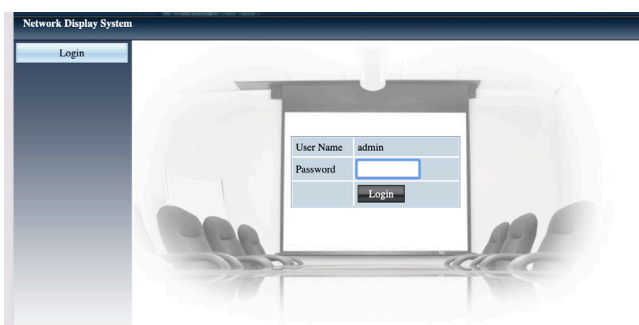 Network Display System
Login
User Name admin
Password
Login